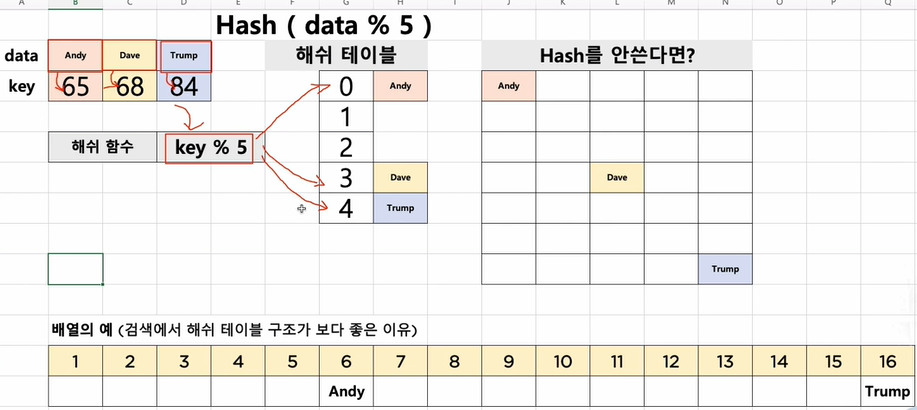 A B C D E F G H I J K L M N O P Q
Hash ( data % 5 )
data Andy Dave Trump 해쉬 테이블 Hash를 안쓴다면?
key 65 68 84 0 Andy Andy
1
해쉬 함수 key % 5 2
3 Dave Dave
4 Trump
Trump
배열의 예 (검색에서 해쉬 테이블 구조가 보다 좋은 이유)
1 2 3 4 5 6 7 8 9 10 11 12 13 14 15 16
Andy Trump